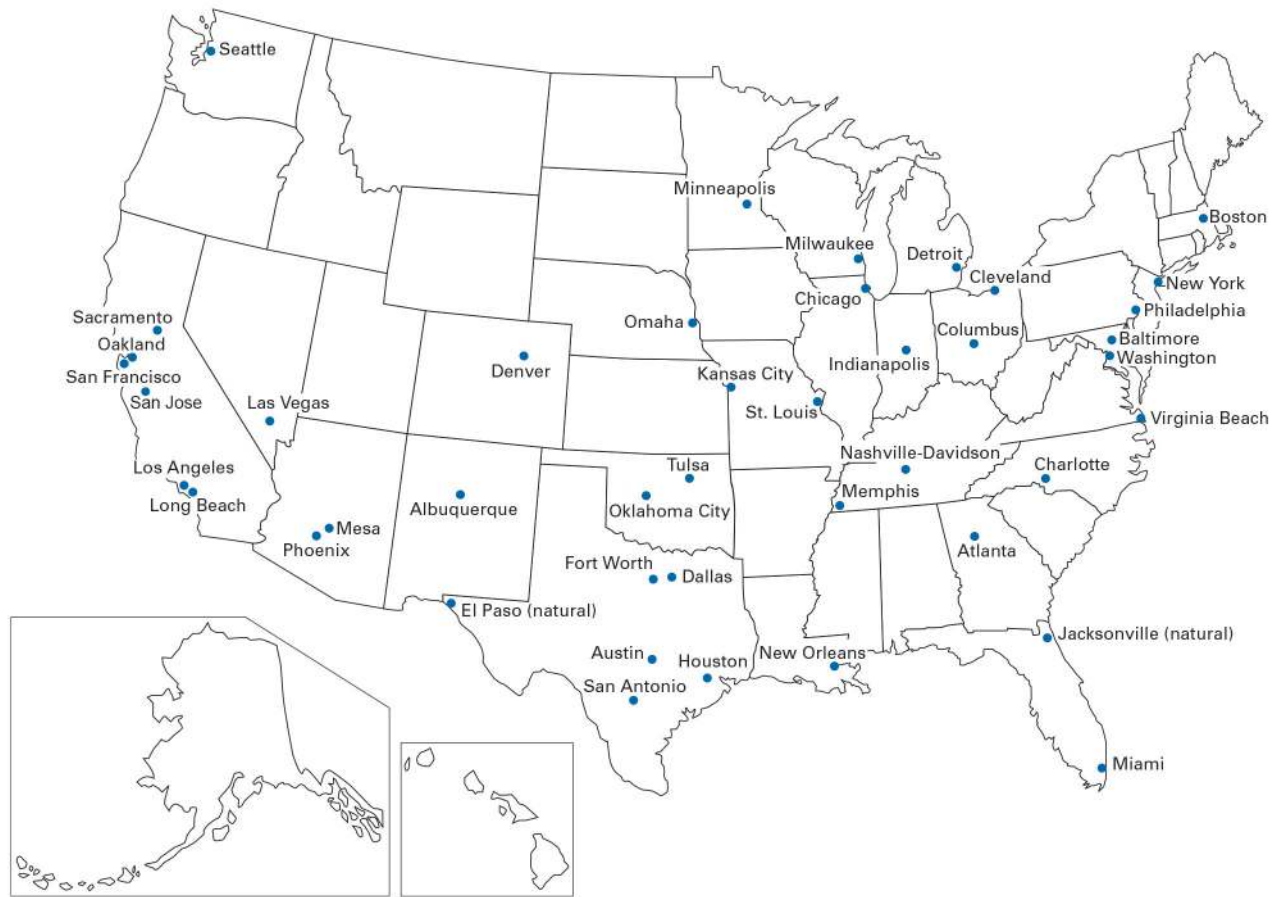 Seattle
Minneapolis
Boston
Milwaukee
Detroit
Cleveland
New York
Chicago
Philadelphia
Sacramento
Omaha
Columbus
Baltimore
Oakland
Denver
Indianapolis
Washington
San Francisco
Kansas City
San Jose
Las Vegas
St. Louis
Virginia Beach
Nashville-Davidson
Los Angeles
Tulsa
Charlotte
Long Beach
Albuquerque
Oklahoma City
Memphis
Mesa
Phoenix
Atlanta
Fort Worth
Dallas
El Paso (natural)
Jacksonville (natural)
Austin
Houston
New Orleans
San Antonio
Miami